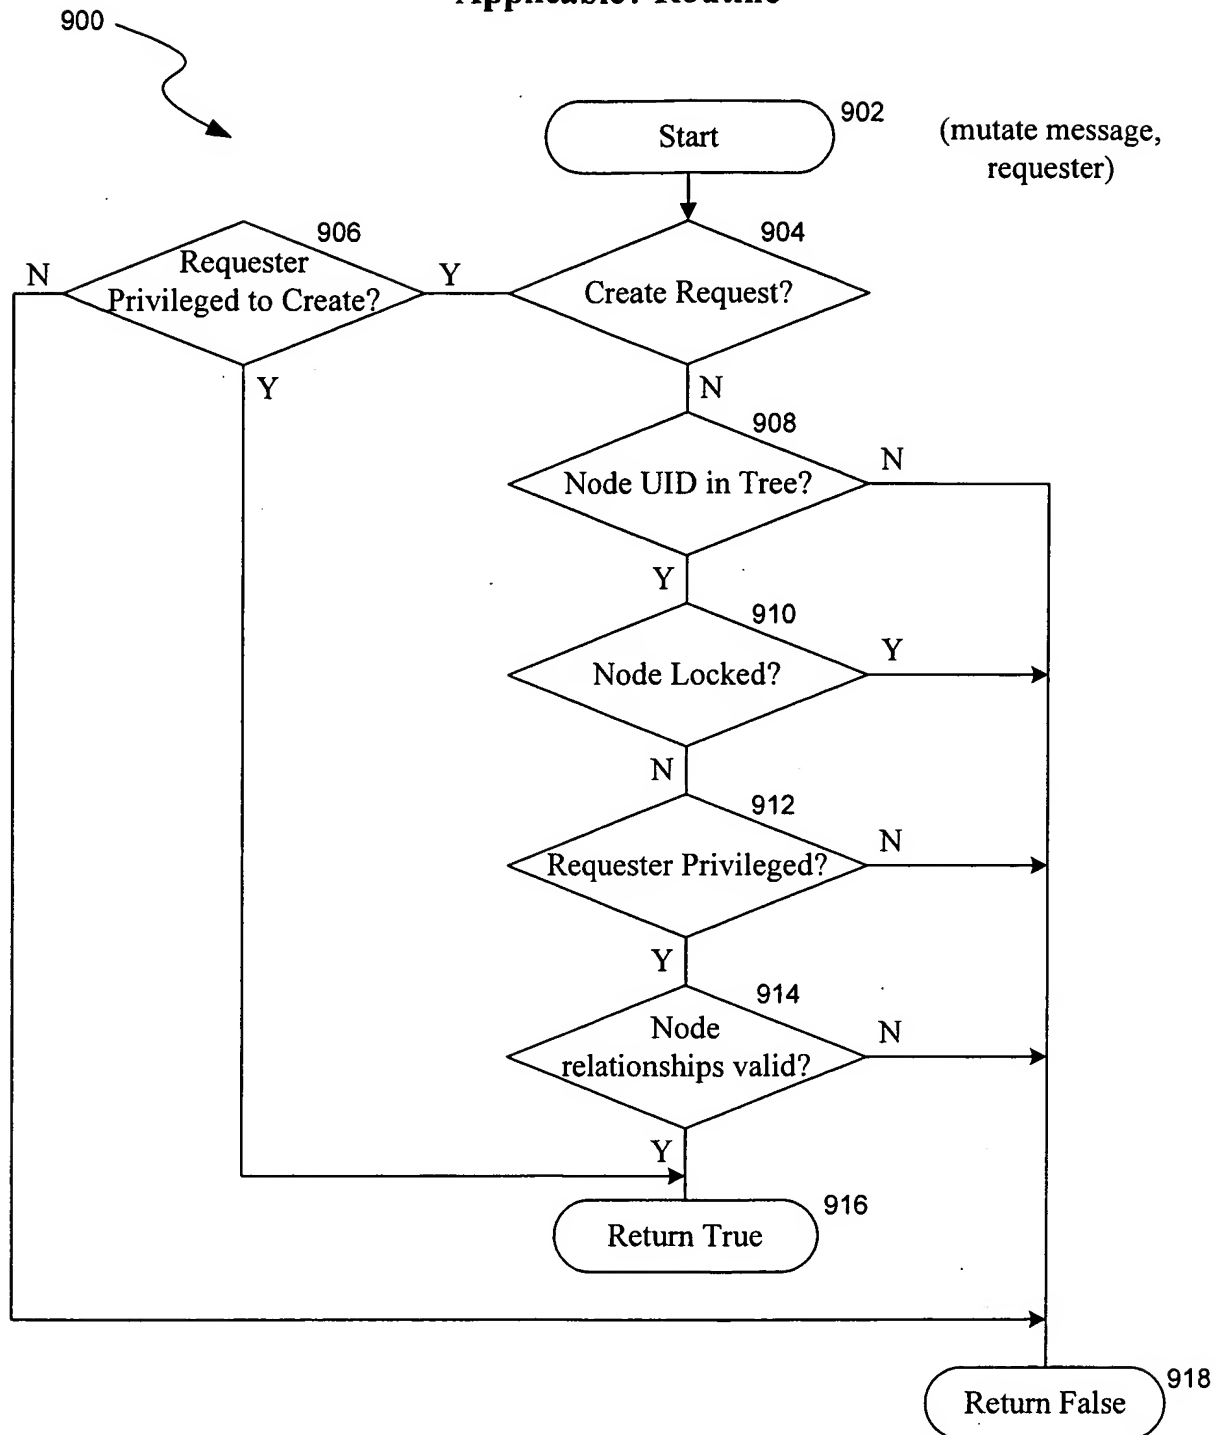 900
Start
902
(mutate message,
requester)
906
Requester
Privileged to Create?
N
Y
Y
904
Create Request?
N
908
Node UID in Tree?
N
Y
910
Node Locked?
Y
N
912
Requester Privileged?
N
Y
914
Node
relationships valid?
N
Y
916
Return True
918
Return False